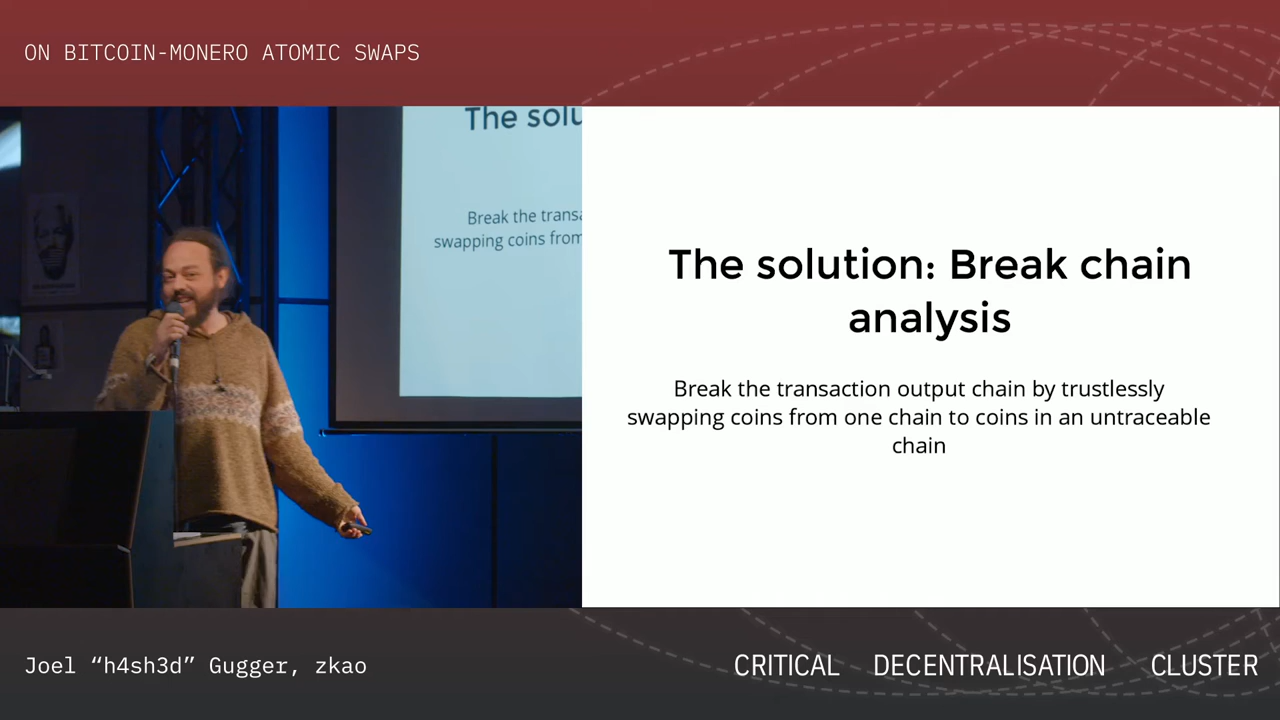 ON BITCOIN-MONERO ATOMIC SWAPS
The solu
Break the transa
swapping coins from
The solution: Break chain
analysis
Break the transaction output chain by trustlessly
swapping coins from one chain to coins in an untraceable
chain
Joel “h4sh3d” Gugger, zkao
CRITICAL DECENTRALISATION CLUSTER